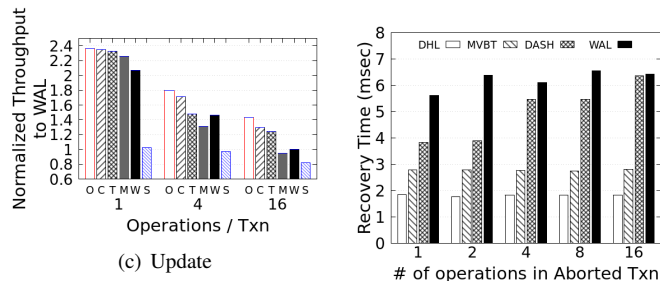 Normalized Throughput
to WAL
2.4
2.2
1.8
1.6
1.4
1.2
1
0.8
0.6
O C T M W S O C T M W S O C T M W S
1 4 16
Operations / Txn
(c) Update
DHL MVBT DASH WAL
Recovery Time (msec)
8
7
6
5
4
3
2
1
0
1 2 4 8 16
# of operations in Aborted Txn